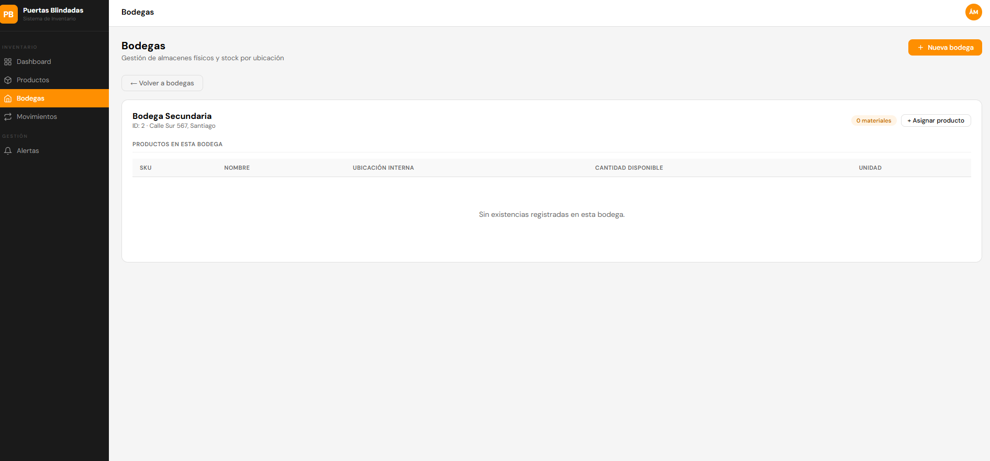 PB
Puertas Blindadas
Sistema de Inventario
INVENTARIO
Dashboard
Productos
Bodegas
Movimientos
GESTIÓN
Alertas
Bodegas
ÁM
Bodegas
Gestión de almacenes físicos y stock por ubicación
+ Nueva bodega
← Volver a bodegas
Bodega Secundaria
ID: 2 · Calle Sur 567, Santiago
0 materiales
+ Asignar producto
PRODUCTOS EN ESTA BODEGA
SKU NOMBRE UBICACIÓN INTERNA CANTIDAD DISPONIBLE UNIDAD
Sin existencias registradas en esta bodega.